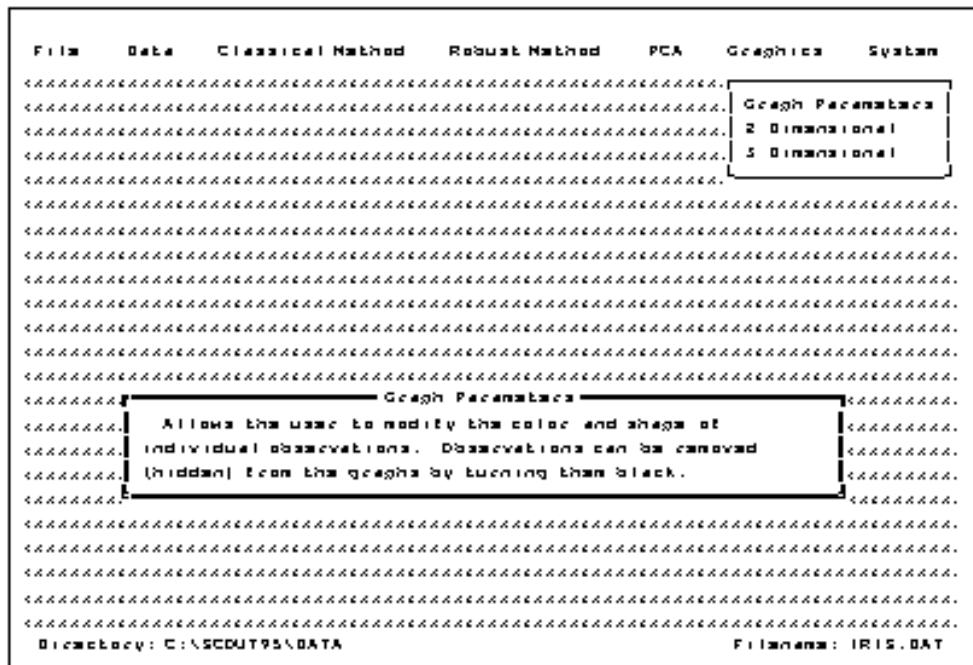 File Data Classical Method Robust Method PCA Graphics System
Graph Parameters
2 Dimensional
3 Dimensional
Graph Parameters
Allows the user to modify the color and shape of
individual observations. Observations can be removed
(hidden) from the graphs by turning them black.
Directory: C:\SCOUT95\DATA Filename: IRIS.DAT